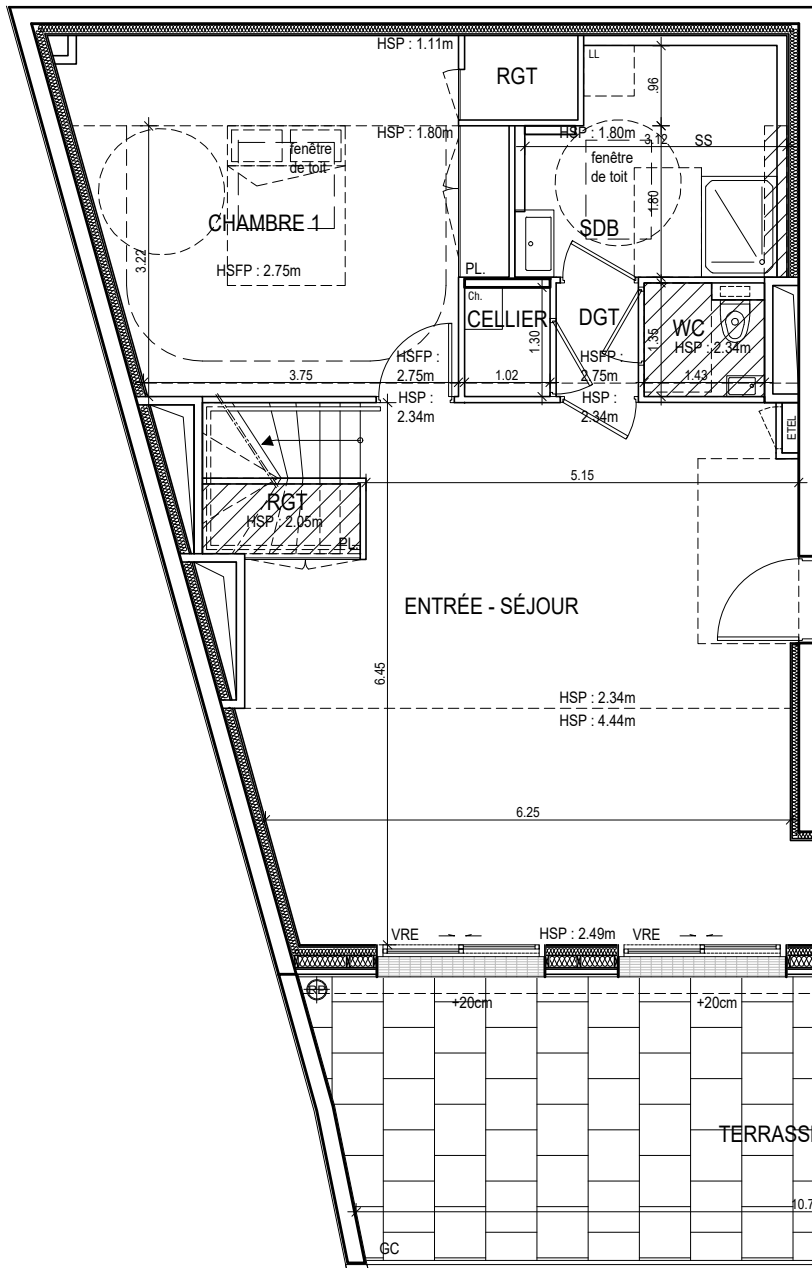 HSP : 1.11m
RGT
LL
.96
HSP : 1.80m
HSP : 1.80m
3.12
SS
fenêtre
de toit
fenêtre
de toit
1.80
CHAMBRE 1
SDB
3.22
HSFP : 2.75m
PL.
Ch.
CELLIER
DGT
WC
1.30
1.35
HSP : 2.34m
HSFP :
2.75m
HSFP :
2.75m
3.75
1.02
1.43
HSP :
2.34m
HSP :
2.34m
ETEL
5.15
RGT
HSP : 2.05m
PL.
ENTRÉE - SÉJOUR
6.45
HSP : 2.34m
HSP : 4.44m
6.25
VRE
HSP : 2.49m
VRE
+20cm
+20cm
TERRASSE
10.7
GC